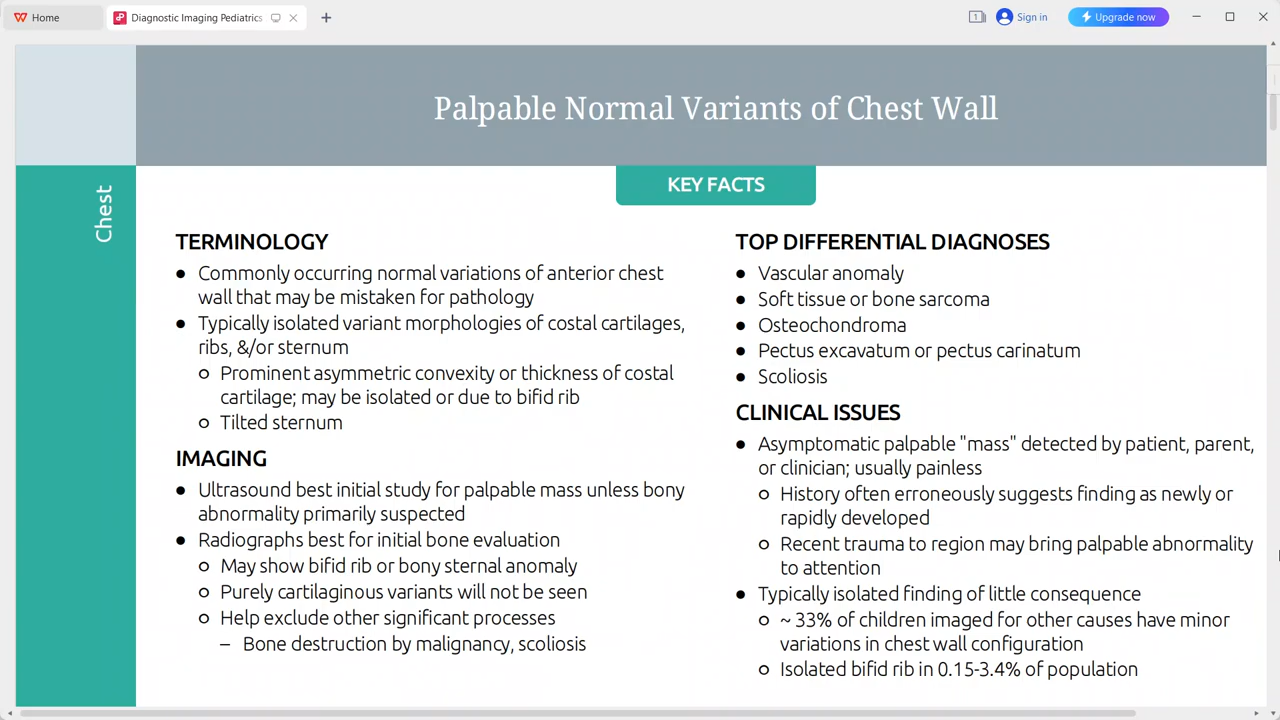 Home
Diagnostic Imaging Pediatrics
1
Sign in
Upgrade now
Palpable Normal Variants of Chest Wall
Chest
KEY FACTS
TERMINOLOGY
● Commonly occurring normal variations of anterior chest
wall that may be mistaken for pathology
● Typically isolated variant morphologies of costal cartilages,
ribs, &/or sternum
○ Prominent asymmetric convexity or thickness of costal
cartilage; may be isolated or due to bifid rib
○ Tilted sternum
IMAGING
● Ultrasound best initial study for palpable mass unless bony
abnormality primarily suspected
● Radiographs best for initial bone evaluation
○ May show bifid rib or bony sternal anomaly
○ Purely cartilaginous variants will not be seen
○ Help exclude other significant processes
– Bone destruction by malignancy, scoliosis
TOP DIFFERENTIAL DIAGNOSES
● Vascular anomaly
● Soft tissue or bone sarcoma
● Osteochondroma
● Pectus excavatum or pectus carinatum
● Scoliosis
CLINICAL ISSUES
● Asymptomatic palpable "mass" detected by patient, parent,
or clinician; usually painless
○ History often erroneously suggests finding as newly or
rapidly developed
○ Recent trauma to region may bring palpable abnormality
to attention
● Typically isolated finding of little consequence
○ ~ 33% of children imaged for other causes have minor
variations in chest wall configuration
○ Isolated bifid rib in 0.15-3.4% of population